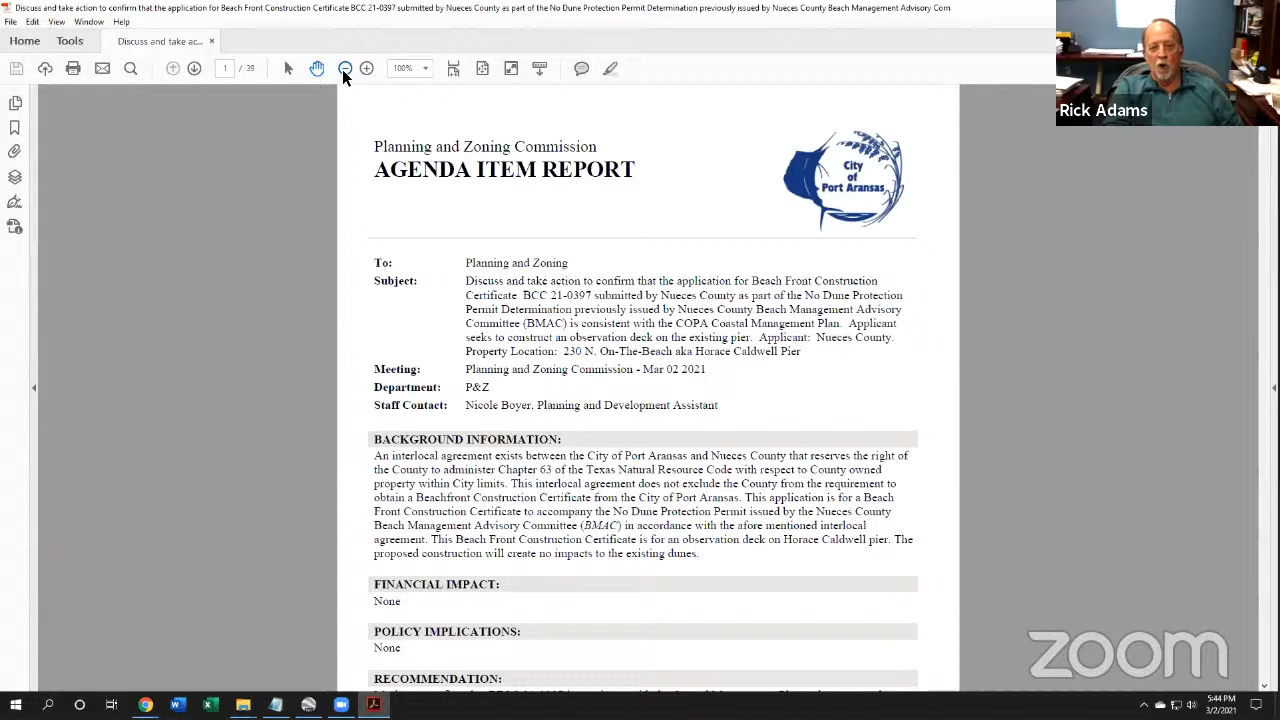 Discuss and take action to confirm that the application for Beach Front Construction Certificate BCC 21-0397 submitted by Nueces County as part of the No Dune Protection Permit Determination previously issued by Nueces County Beach Management Advisory Com
File Edit View Window Help
Home Tools Discuss and take ac... ×
1 / 39 100%
Rick Adams
Planning and Zoning Commission
AGENDA ITEM REPORT
City
of
Port Aransas
To: Planning and Zoning
Subject: Discuss and take action to confirm that the application for Beach Front Construction
Certificate BCC 21-0397 submitted by Nueces County as part of the No Dune Protection
Permit Determination previously issued by Nueces County Beach Management Advisory
Committee (BMAC) is consistent with the COPA Coastal Management Plan. Applicant
seeks to construct an observation deck on the existing pier. Applicant: Nueces County.
Property Location: 230 N. On-The-Beach aka Horace Caldwell Pier
Meeting: Planning and Zoning Commission - Mar 02 2021
Department: P&Z
Staff Contact: Nicole Boyer, Planning and Development Assistant
BACKGROUND INFORMATION:
An interlocal agreement exists between the City of Port Aransas and Nueces County that reserves the right of
the County to administer Chapter 63 of the Texas Natural Resource Code with respect to County owned
property within City limits. This interlocal agreement does not exclude the County from the requirement to
obtain a Beachfront Construction Certificate from the City of Port Aransas. This application is for a Beach
Front Construction Certificate to accompany the No Dune Protection Permit issued by the Nueces County
Beach Management Advisory Committee (BMAC) in accordance with the afore mentioned interlocal
agreement. This Beach Front Construction Certificate is for an observation deck on Horace Caldwell pier. The
proposed construction will create no impacts to the existing dunes.
FINANCIAL IMPACT:
None
POLICY IMPLICATIONS:
None
RECOMMENDATION:
zoom
5:44 PM
3/2/2021